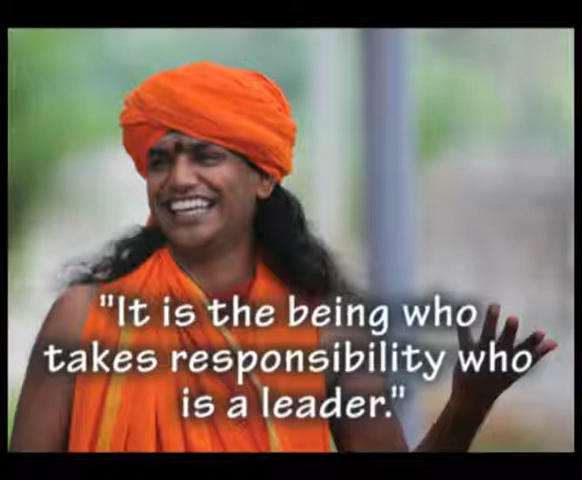 "It is the being who
takes responsibility who
is a leader."